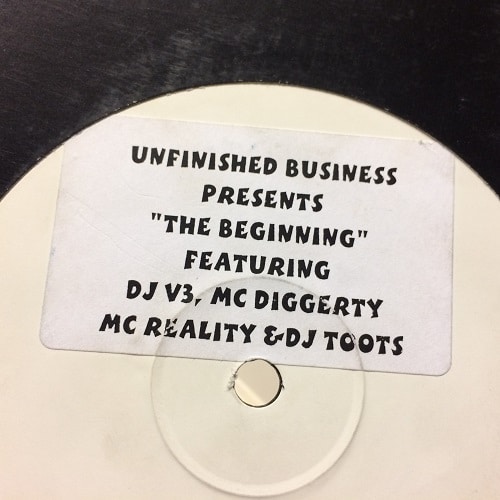 UNFINISHED BUSINESS
PRESENTS
"THE BEGINNING"
FEATURING
DJ V3, MC DIGGERTY
MC REALITY & DJ TOOTS